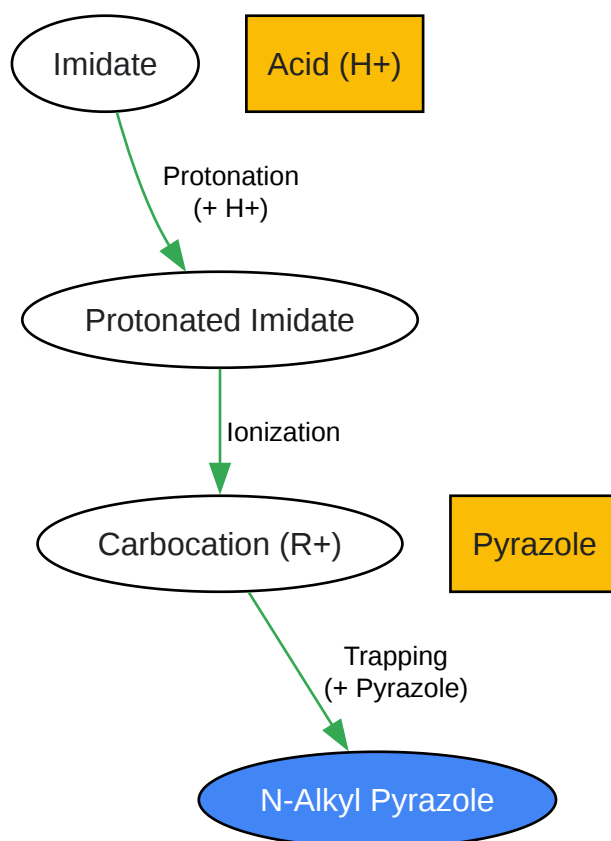 Imidate
Acid (H+)
Protonation
(+ H+)
Protonated Imidate
Ionization
Carbocation (R+)
Pyrazole
Trapping
(+ Pyrazole)
N-Alkyl Pyrazole